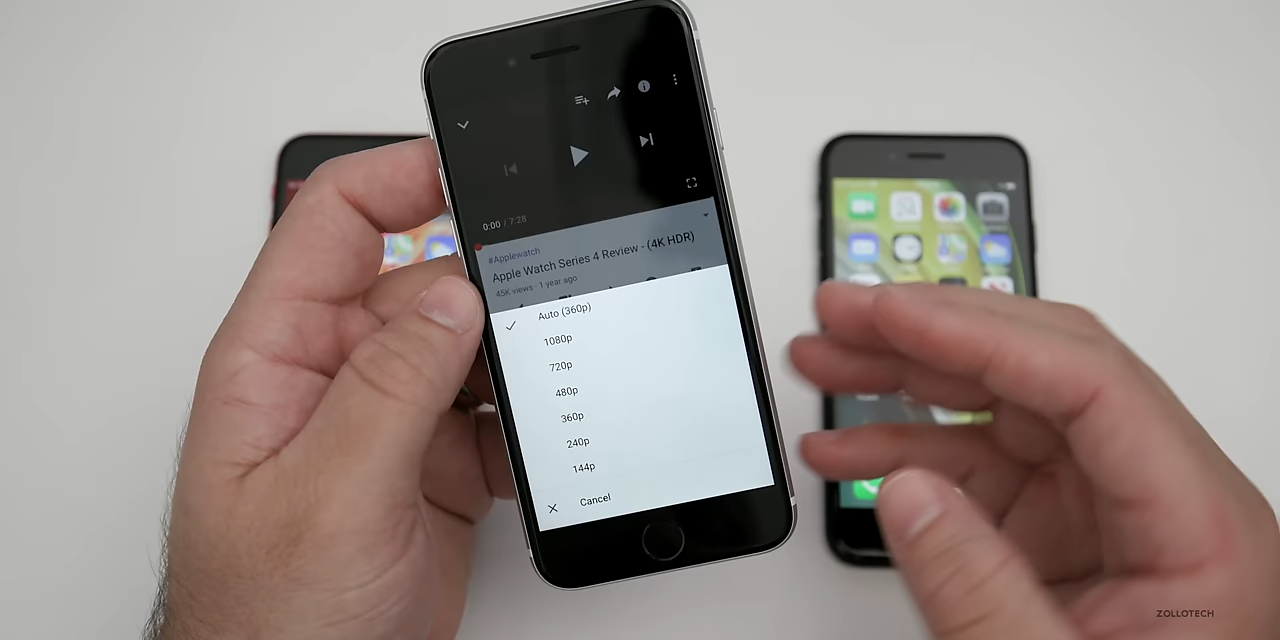 0:00 / 7:28
#Applewatch
Apple Watch Series 4 Review - (4K HDR)
45K views · 1 year ago
Auto (360p)
1080p
720p
480p
360p
240p
144p
Cancel
ZOLLOTECH